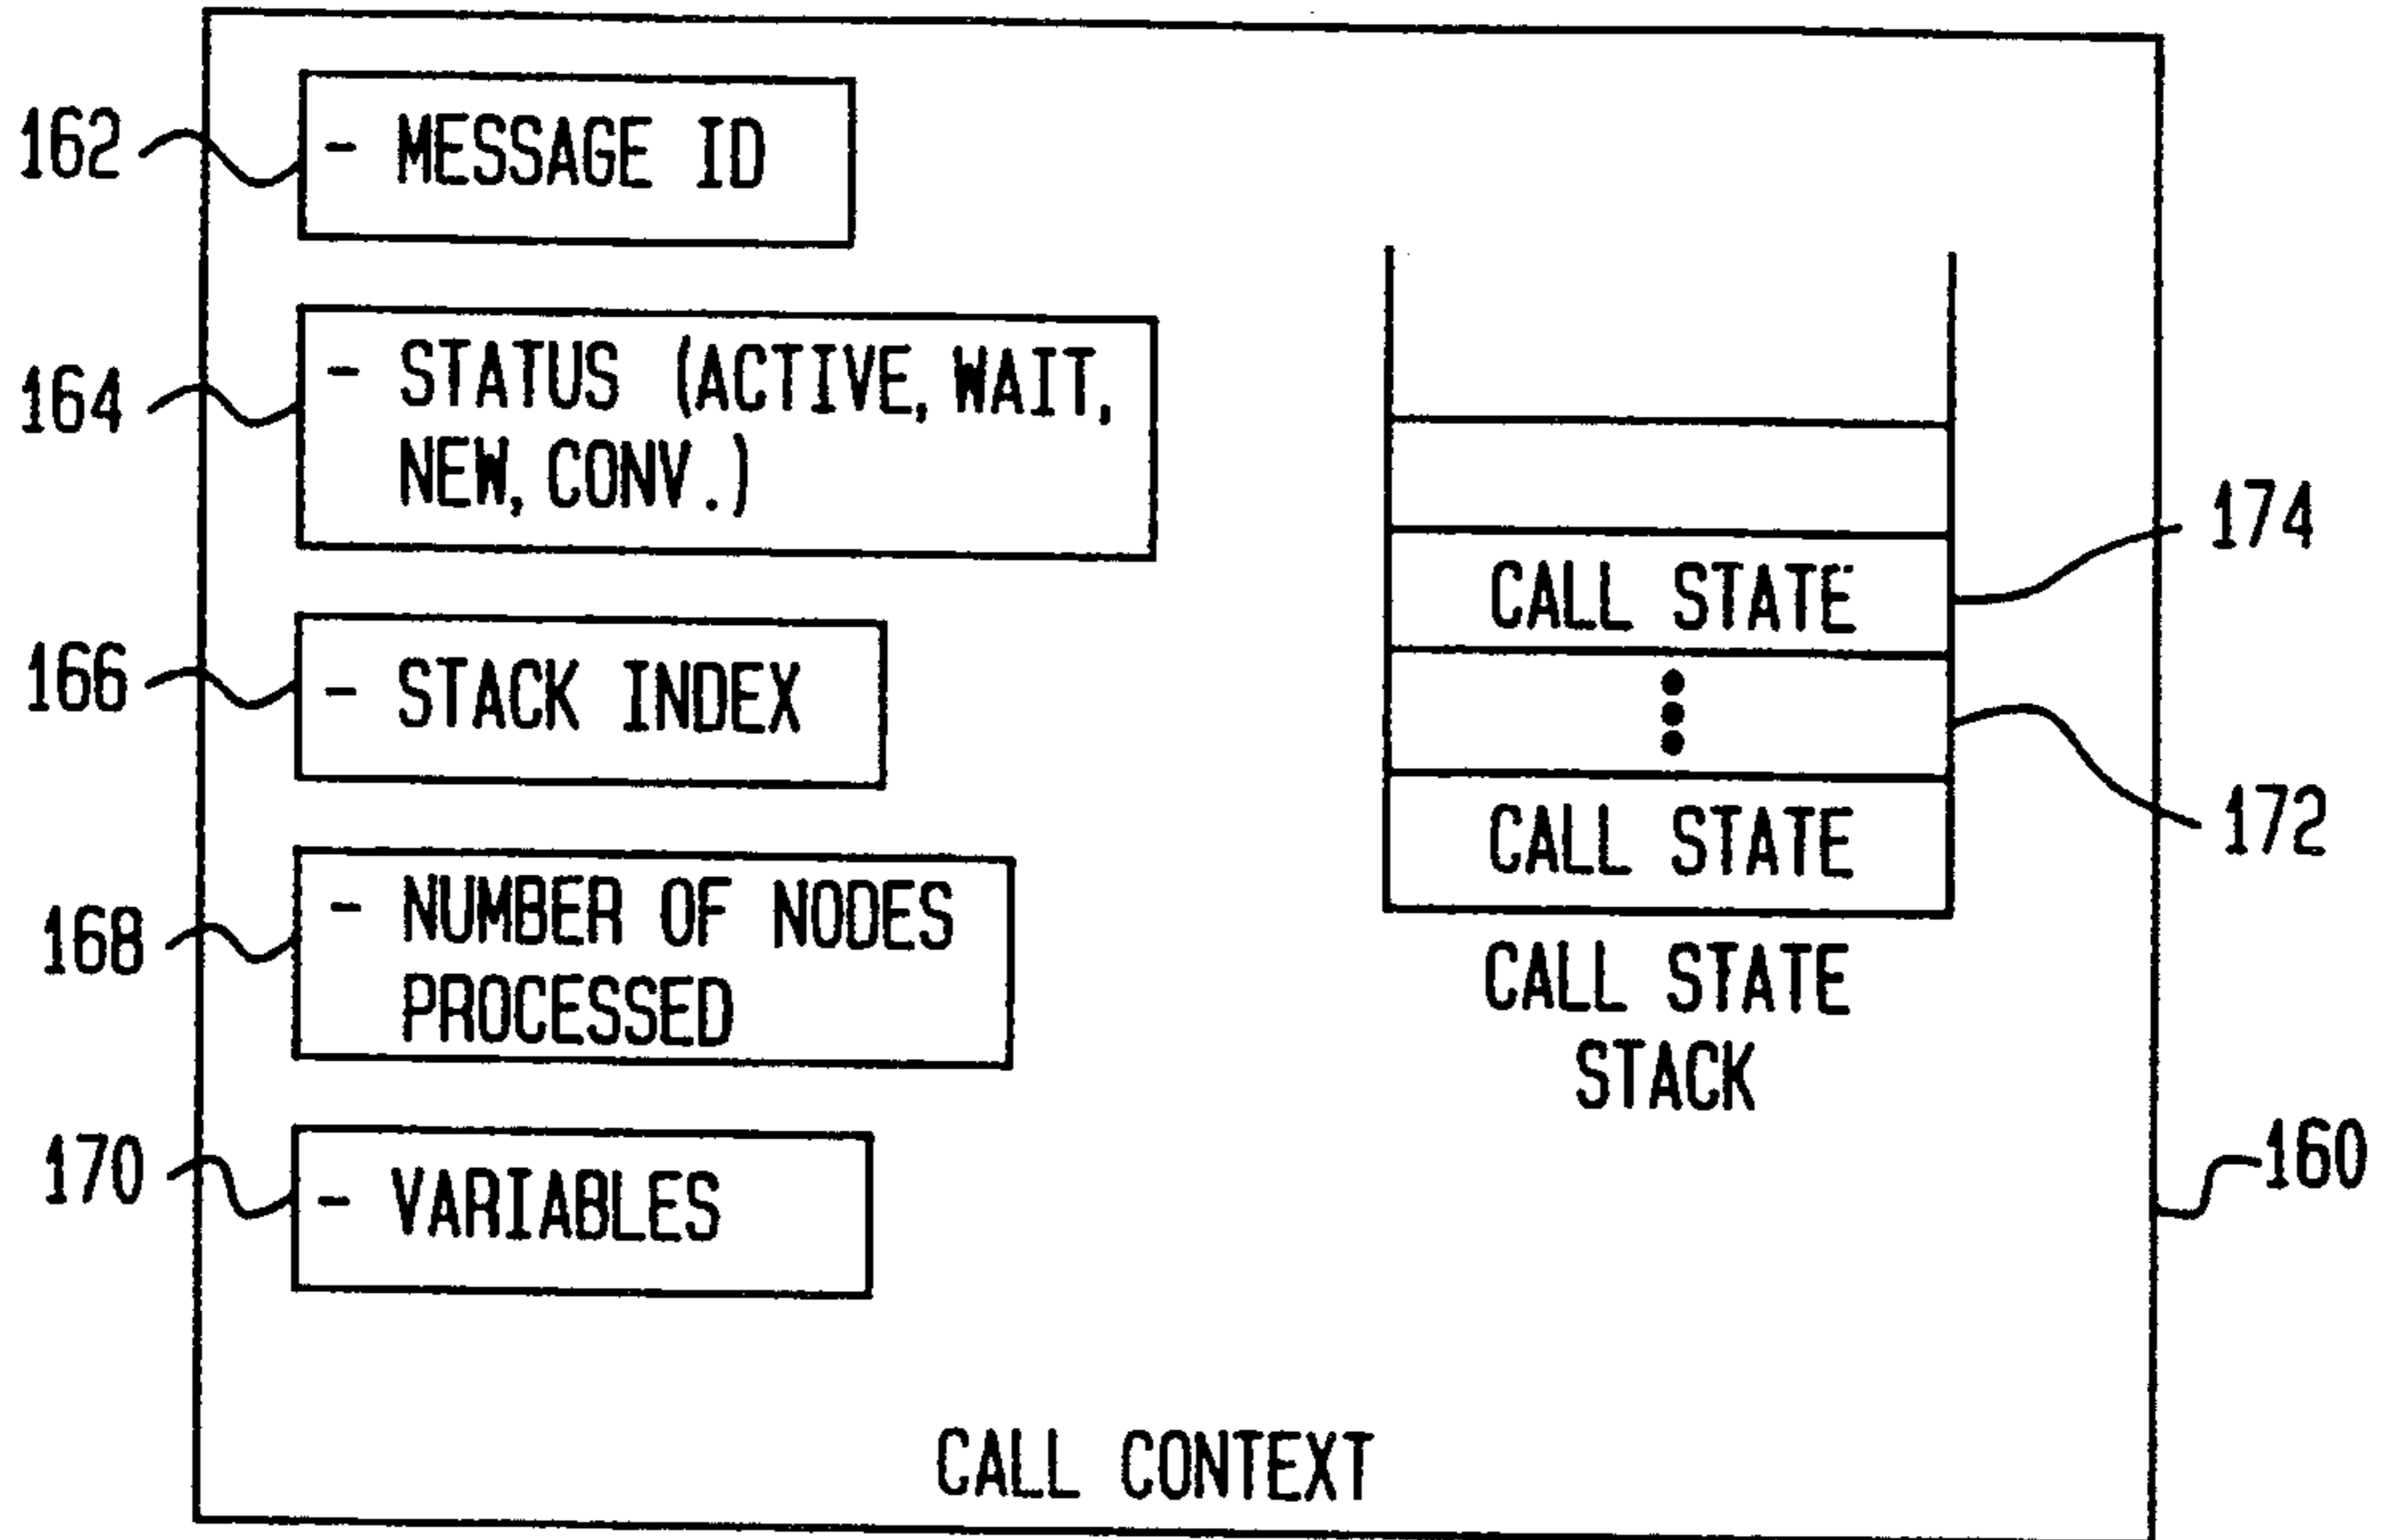 162
- MESSAGE ID
164
- STATUS (ACTIVE, WAIT,
NEW, CONV.)
166
- STACK INDEX
168
- NUMBER OF NODES
PROCESSED
170
- VARIABLES
174
CALL STATE
172
CALL STATE
CALL STATE
STACK
160
CALL CONTEXT